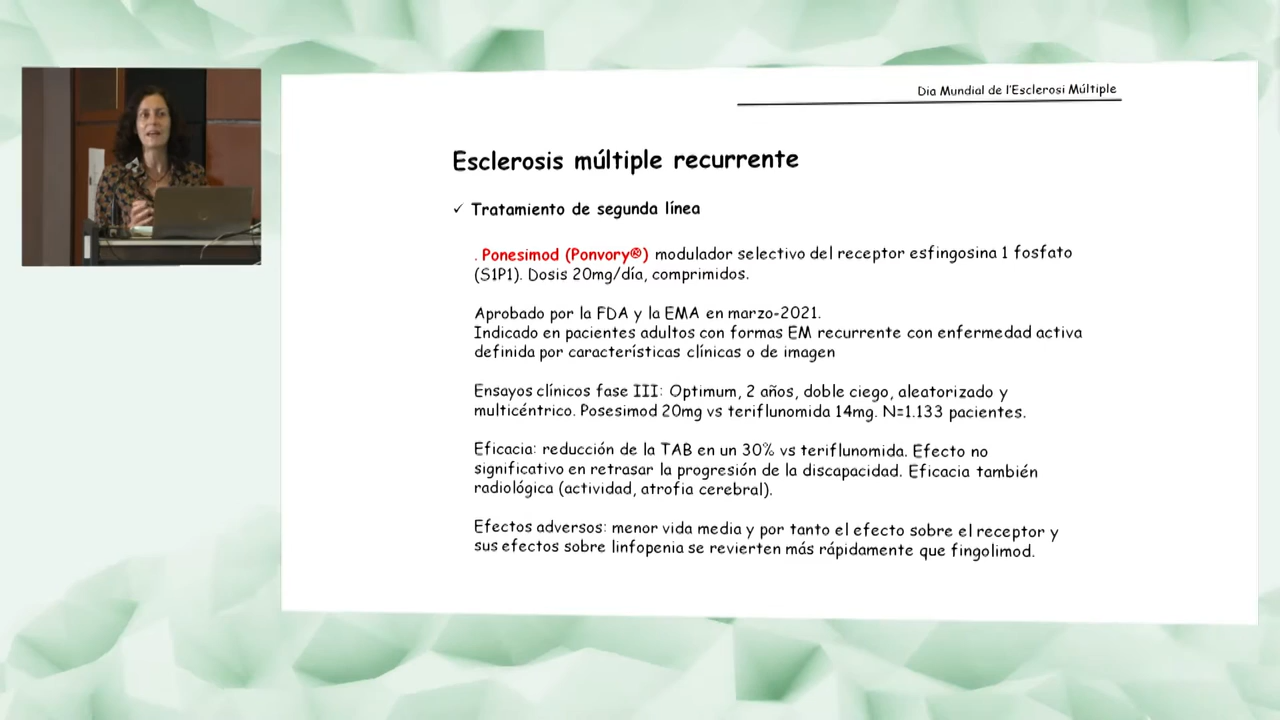 Dia Mundial de l'Esclerosi Múltiple
Esclerosis múltiple recurrente
✓ Tratamiento de segunda línea
. Ponesimod (Ponvory®) modulador selectivo del receptor esfingosina 1 fosfato
(S1P1). Dosis 20mg/día, comprimidos.
Aprobado por la FDA y la EMA en marzo-2021.
Indicado en pacientes adultos con formas EM recurrente con enfermedad activa
definida por características clínicas o de imagen
Ensayos clínicos fase III: Optimum, 2 años, doble ciego, aleatorizado y
multicéntrico. Posesimod 20mg vs teriflunomida 14mg. N=1.133 pacientes.
Eficacia: reducción de la TAB en un 30% vs teriflunomida. Efecto no
significativo en retrasar la progresión de la discapacidad. Eficacia también
radiológica (actividad, atrofia cerebral).
Efectos adversos: menor vida media y por tanto el efecto sobre el receptor y
sus efectos sobre linfopenia se revierten más rápidamente que fingolimod.